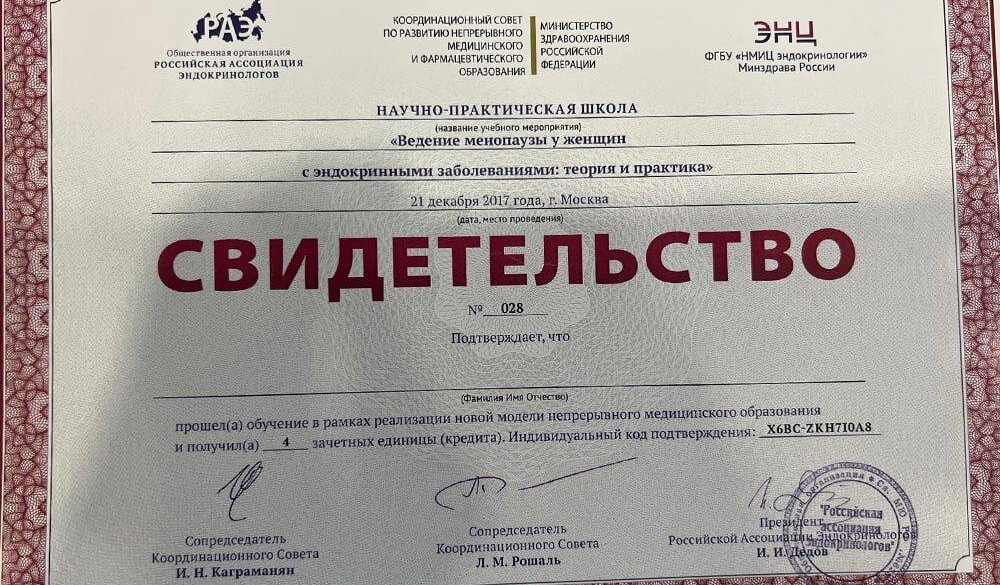 РАЭ
Общественная организация
РОССИЙСКАЯ АССОЦИАЦИЯ
ЭНДОКРИНОЛОГОВ
КООРДИНАЦИОННЫЙ СОВЕТ
ПО РАЗВИТИЮ НЕПРЕРЫВНОГО
МЕДИЦИНСКОГО
И ФАРМАЦЕВТИЧЕСКОГО
ОБРАЗОВАНИЯ
МИНИСТЕРСТВО
ЗДРАВООХРАНЕНИЯ
РОССИЙСКОЙ
ФЕДЕРАЦИИ
ЭНЦ
ФГБУ «НМИЦ эндокринологии»
Минздрава России
НАУЧНО-ПРАКТИЧЕСКАЯ ШКОЛА
(название учебного мероприятия)
«Ведение менопаузы у женщин
с эндокринными заболеваниями: теория и практика»
21 декабря 2017 года, г. Москва
(дата, место проведения)
СВИДЕТЕЛЬСТВО
№ 028
Подтверждает, что
(Фамилия Имя Отчество)
прошел(а) обучение в рамках реализации новой модели непрерывного медицинского образования
и получил(а) 4 зачетных единицы (кредита). Индивидуальный код подтверждения: X6BC-ZKH7I0A8
Сопредседатель
Координационного Совета
И. Н. Каграманян
Сопредседатель
Координационного Совета
Л. М. Рошаль
Президент
Российской Ассоциации Эндокринологов
И. И. Дедов
"Российская
ассоциация
эндокринологов"